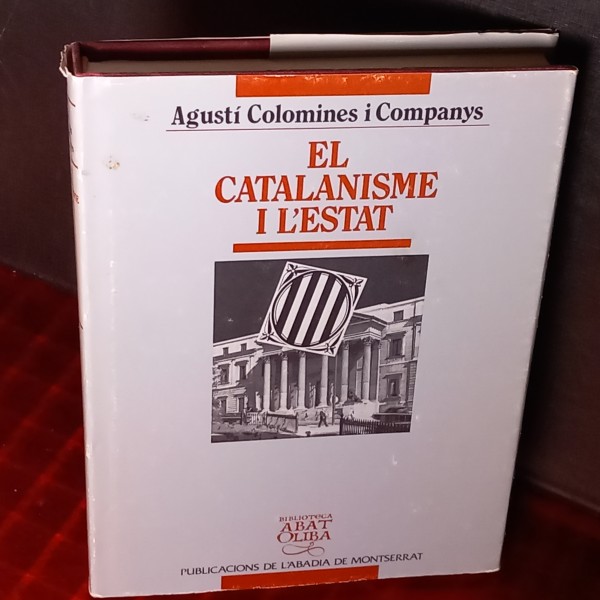 Agustí Colomines i Companys
EL
CATALANISME
I L'ESTAT
BIBLIOTECA
ABAT
OLIBA
PUBLICACIONS DE L'ABADIA DE MONTSERRAT